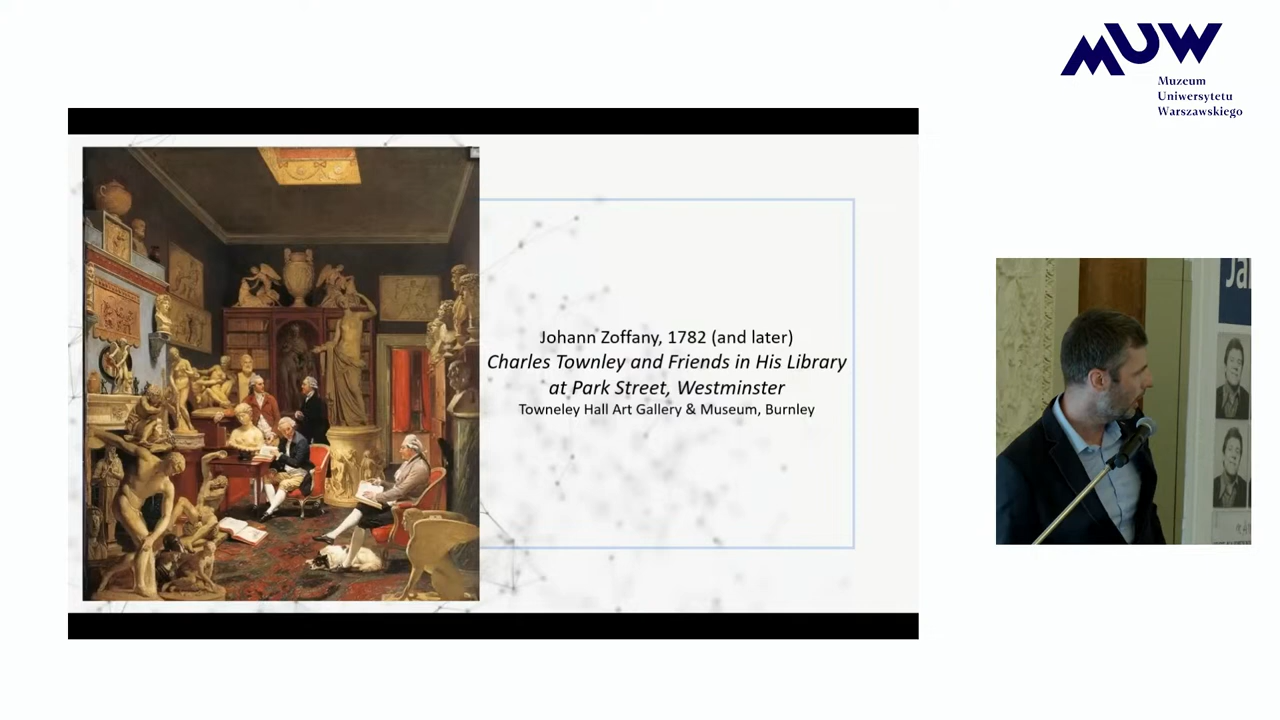 MUW
Muzeum
Uniwersytetu
Warszawskiego
Johann Zoffany, 1782 (and later)
Charles Townley and Friends in His Library
at Park Street, Westminster
Towneley Hall Art Gallery & Museum, Burnley